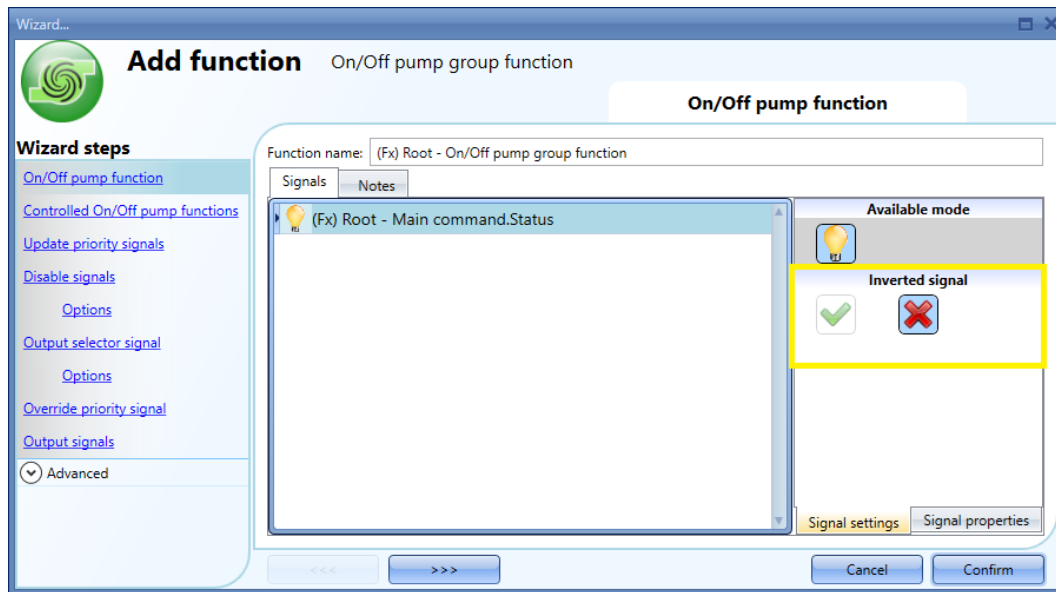 Wizard...
Add function On/Off pump group function
On/Off pump function
Wizard steps
On/Off pump function
Controlled On/Off pump functions
Update priority signals
Disable signals
Options
Output selector signal
Options
Override priority signal
Output signals
Advanced
Function name: (Fx) Root - On/Off pump group function
Signals Notes
(Fx) Root - Main command.Status
Available mode
Inverted signal
Signal settings Signal properties
<<< >>> Cancel Confirm